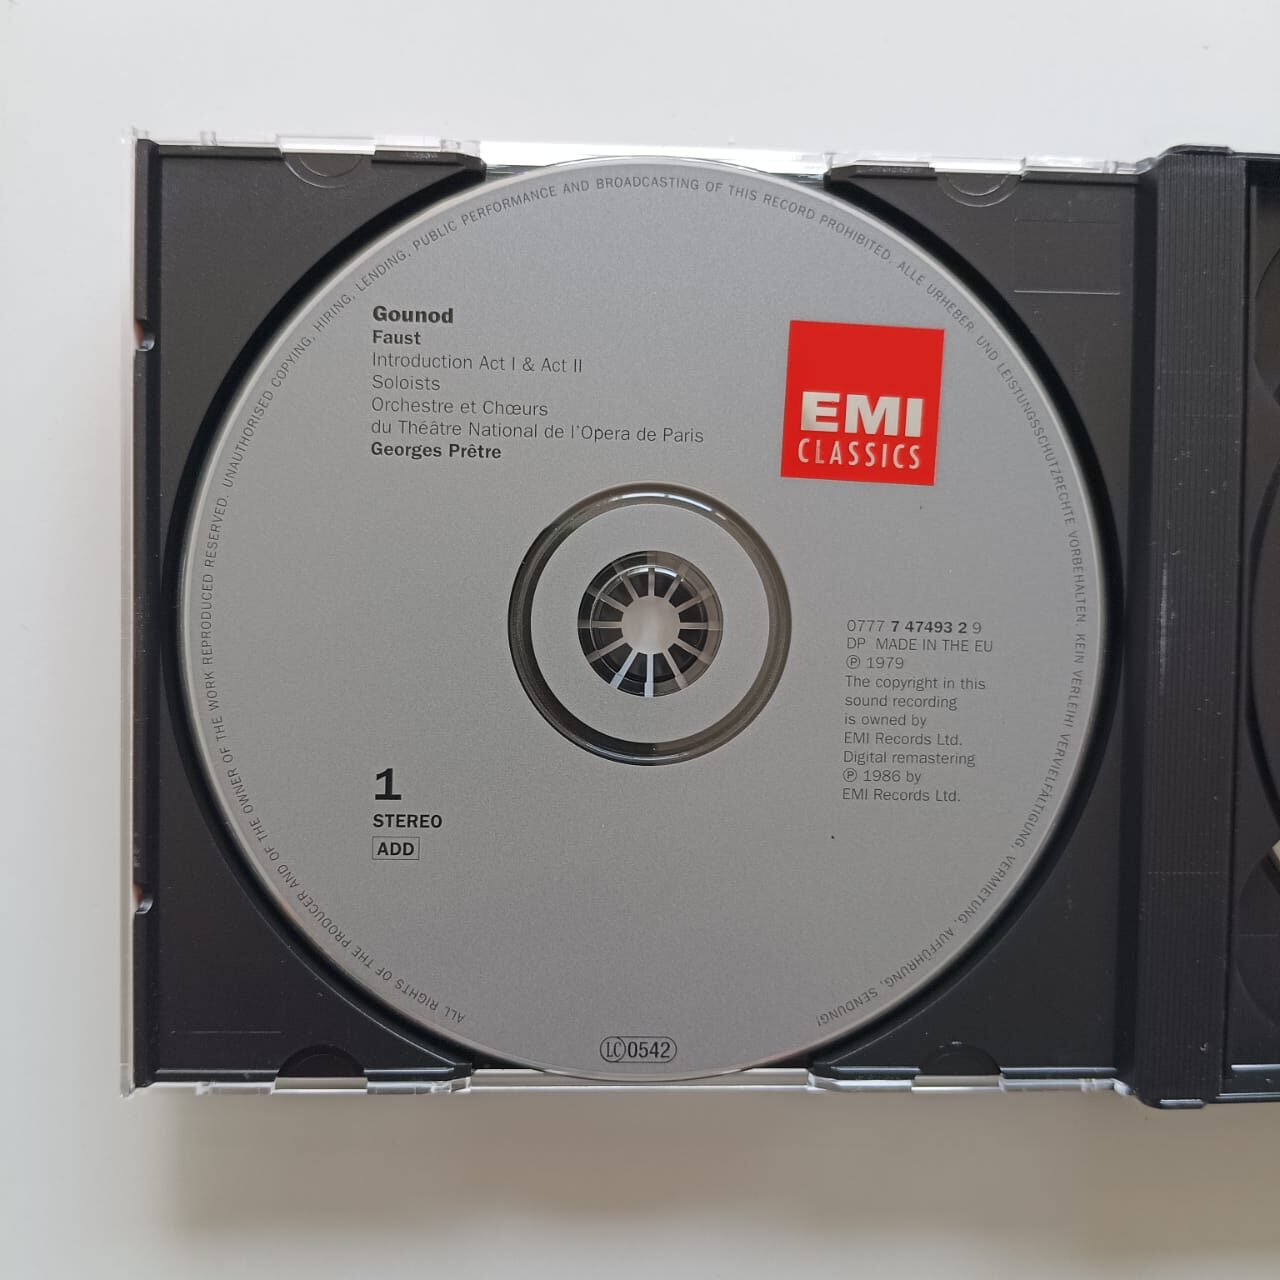 Gounod
Faust
Introduction Act I & Act II
Soloists
Orchestre et Chœurs
du Théâtre National de l'Opera de Paris
Georges Prêtre
EMI
CLASSICS
0777 7 47493 2 9
DP MADE IN THE EU
℗ 1979
The copyright in this
sound recording
is owned by
EMI Records Ltd.
Digital remastering
℗ 1986 by
EMI Records Ltd.
1
STEREO
ADD
LC 0542
ALL RIGHTS OF THE PRODUCER AND OF THE OWNER OF THE WORK REPRODUCED RESERVED. UNAUTHORISED COPYING, HIRING, LENDING, PUBLIC PERFORMANCE AND BROADCASTING OF THIS RECORD PROHIBITED. ALLE URHEBER- UND LEISTUNGSSCHUTZRECHTE VORBEHALTEN. KEIN VERLEIH! VERVIELFÄLTIGUNG, VERMIETUNG, AUFFÜHRUNG, SENDUNG!